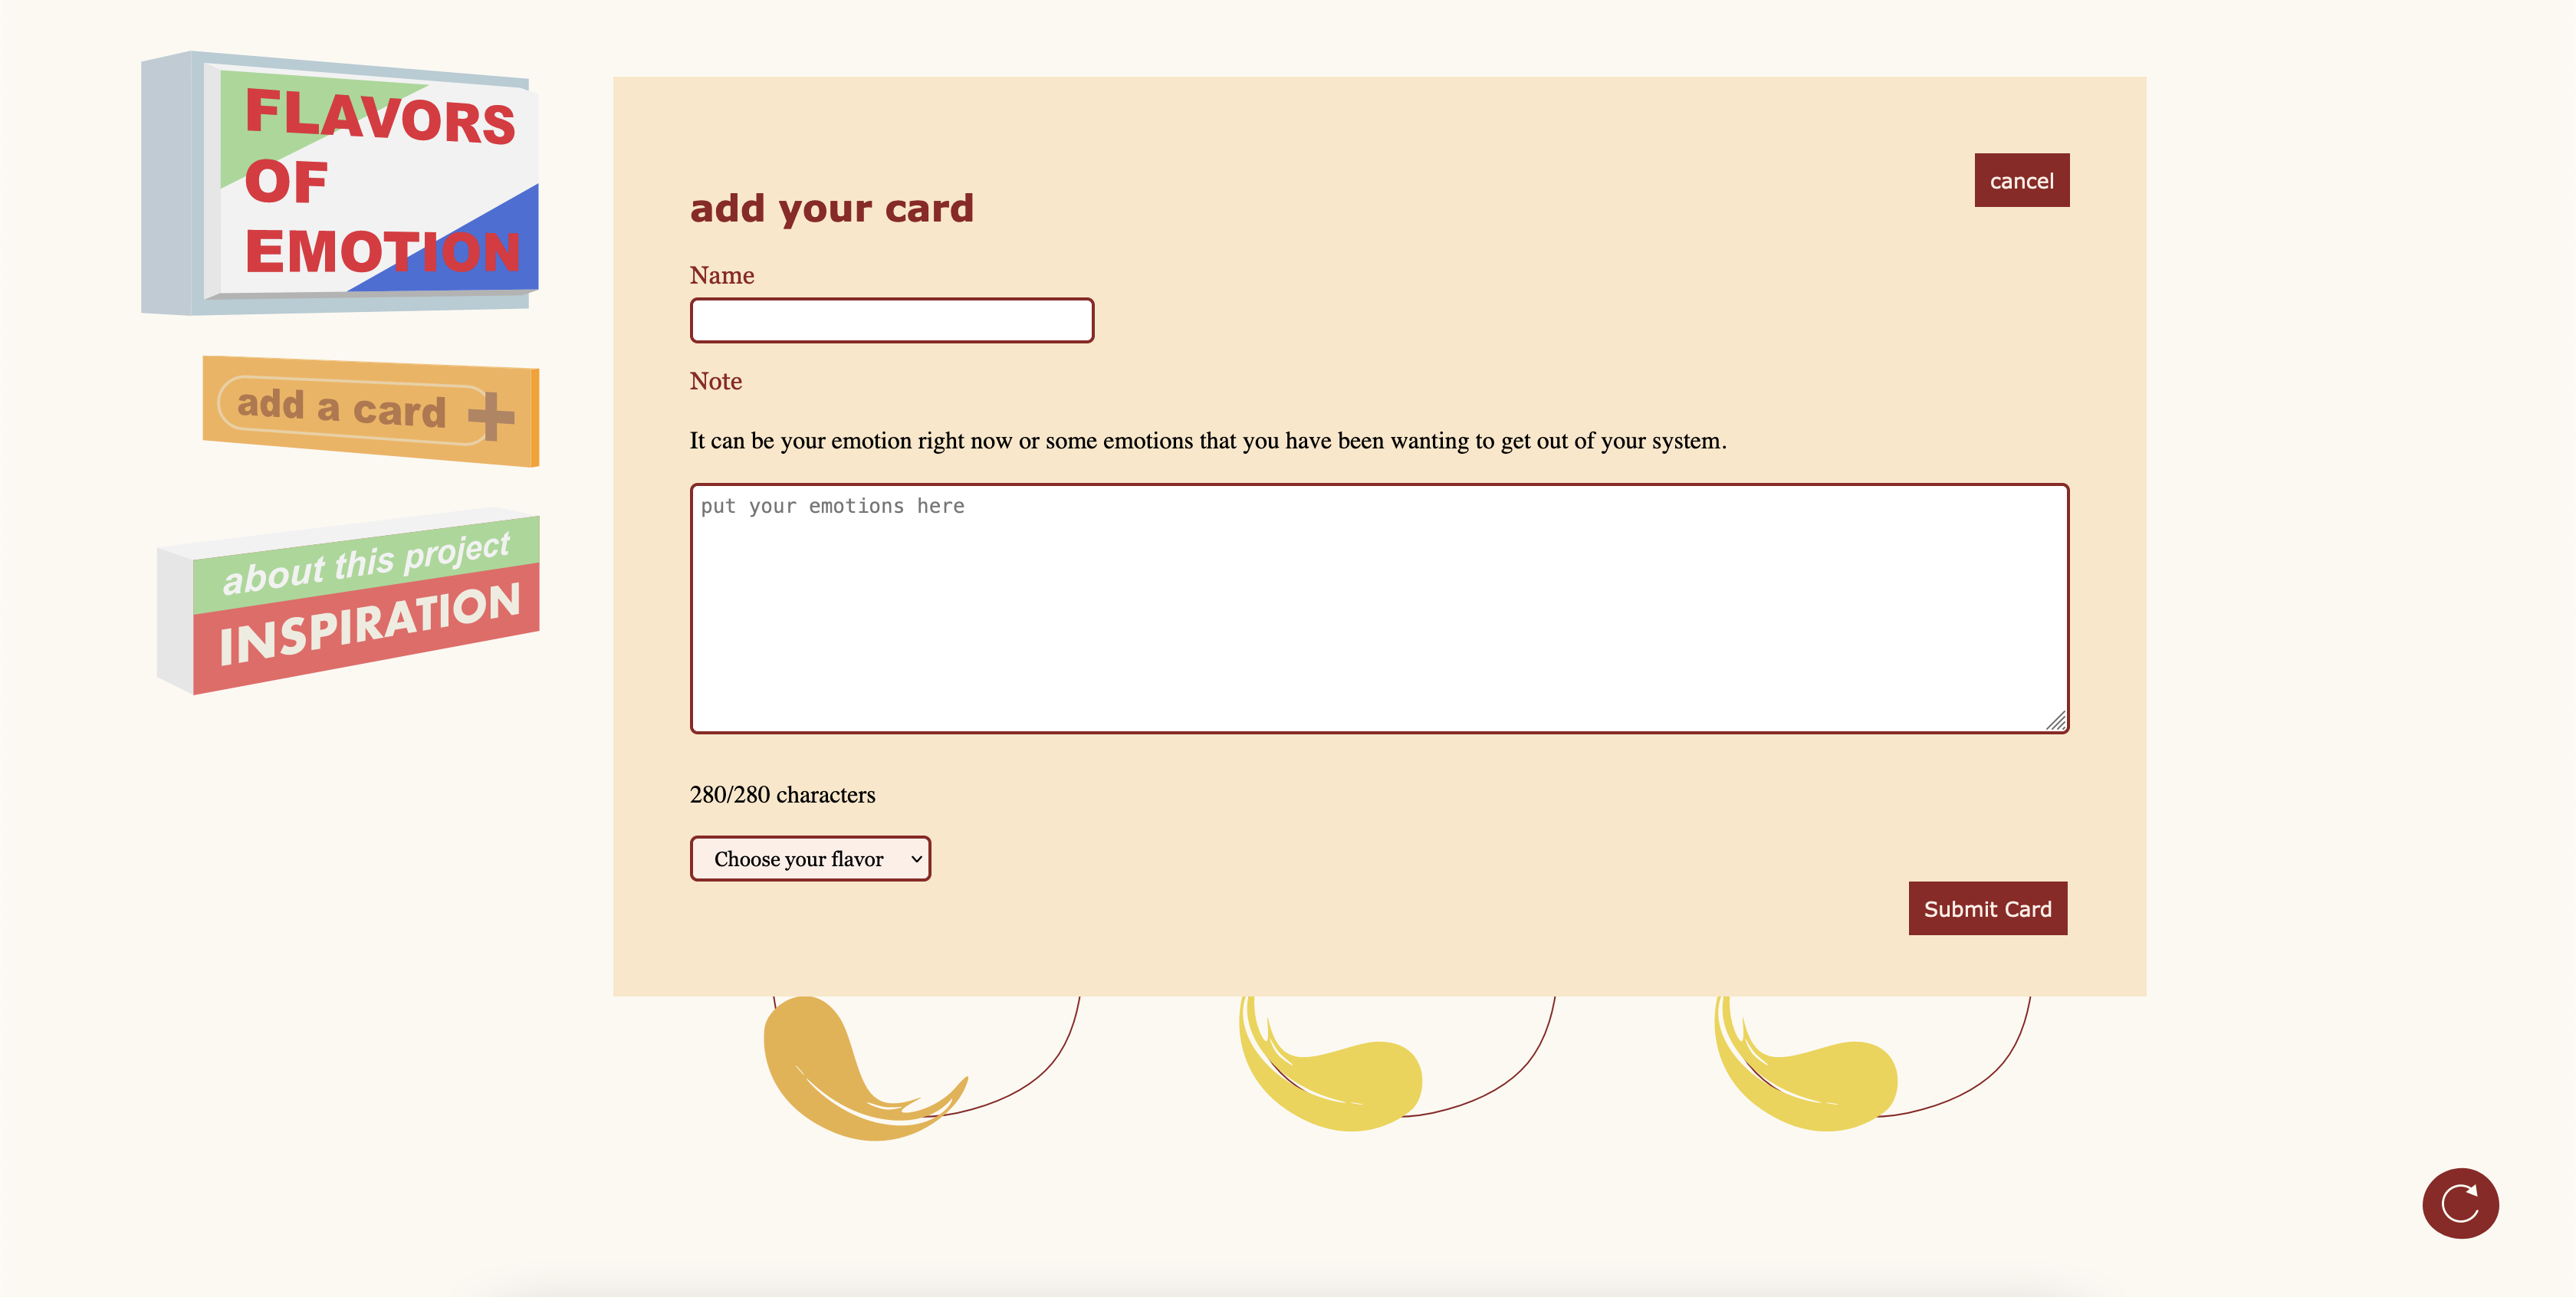 FLAVORS
OF
EMOTION
add a card +
about this project
INSPIRATION
cancel
add your card
Name
Note
It can be your emotion right now or some emotions that you have been wanting to get out of your system.
put your emotions here
280/280 characters
Choose your flavor
Submit Card